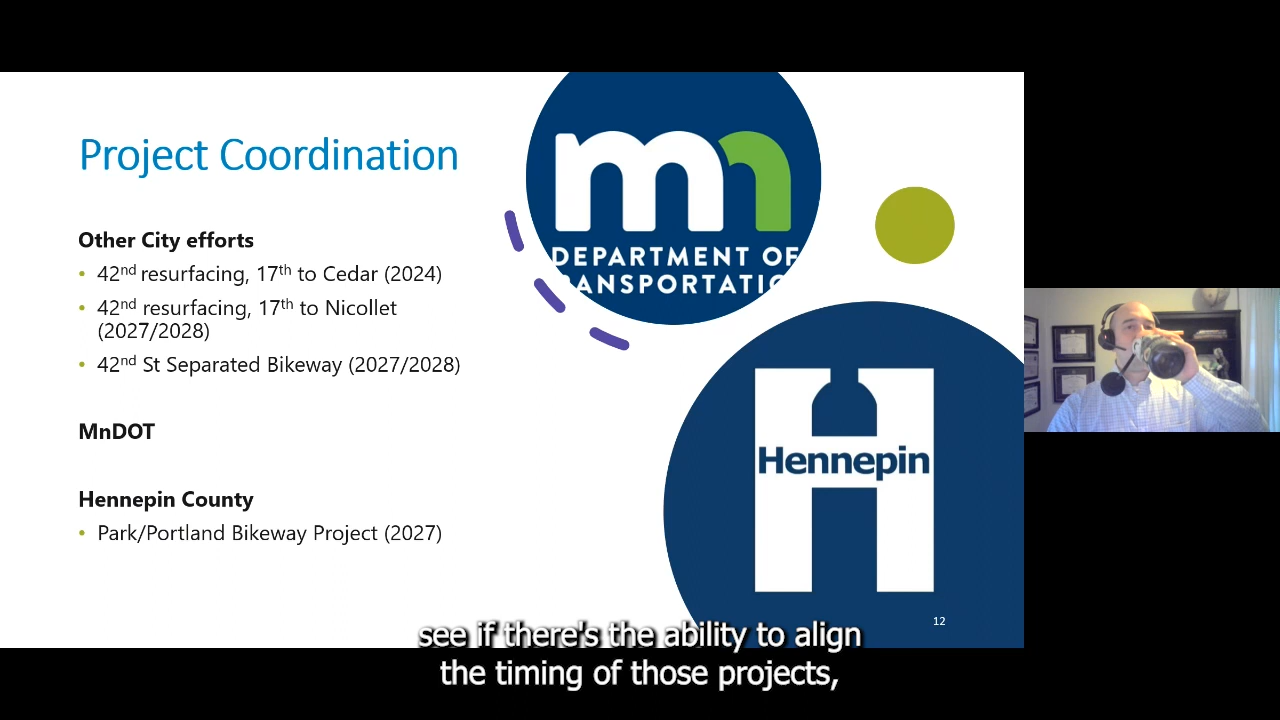 Project Coordination
Other City efforts
• 42nd resurfacing, 17th to Cedar (2024)
• 42nd resurfacing, 17th to Nicollet
(2027/2028)
• 42nd St Separated Bikeway (2027/2028)
MnDOT
Hennepin County
• Park/Portland Bikeway Project (2027)
mn
DEPARTMENT OF
RANSPORTATIO
Hennepin
12
see if there's the ability to align
the timing of those projects,